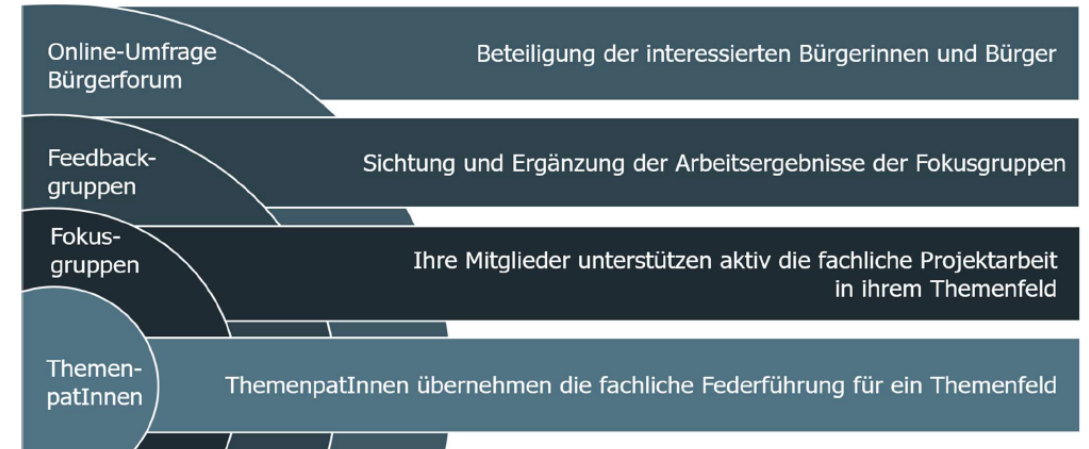 Online-Umfrage
Bürgerforum
Beteiligung der interessierten Bürgerinnen und Bürger
Feedback-
gruppen
Sichtung und Ergänzung der Arbeitsergebnisse der Fokusgruppen
Fokus-
gruppen
Ihre Mitglieder unterstützen aktiv die fachliche Projektarbeit
in ihrem Themenfeld
Themen-
patInnen
ThemenpatInnen übernehmen die fachliche Federführung für ein Themenfeld